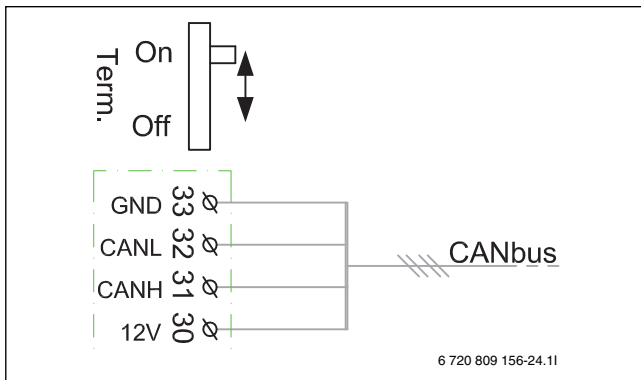 Term.
On
Off
GND 33
CANL 32
CANH 31
12V 30
CANbus
6 720 809 156-24.1I